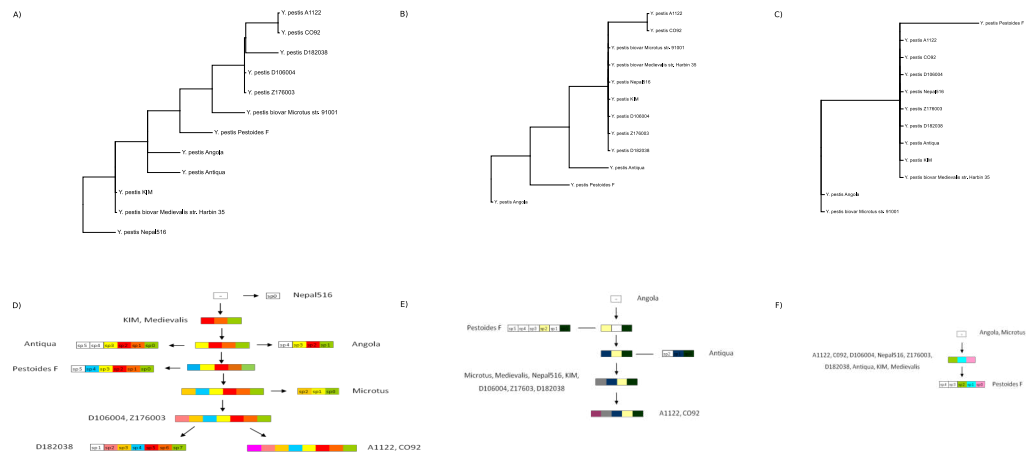 A)
Y. pestis A1122
Y. pestis CO92
Y. pestis D182038
Y. pestis D106004
Y. pestis Z176003
Y. pestis biovar Microtus str. 91001
Y. pestis Pestoides F
Y. pestis Angola
Y. pestis Antiqua
Y. pestis KIM
Y. pestis biovar Medievalis str. Harbin 35
Y. pestis Nepal516
B)
Y. pestis A1122
Y. pestis CO92
Y. pestis biovar Microtus str. 91001
Y. pestis biovar Medievalis str. Harbin 35
Y. pestis Nepal516
Y. pestis KIM
Y. pestis D106004
Y. pestis Z176003
Y. pestis D182038
Y. pestis Antiqua
Y. pestis Pestoides F
Y. pestis Angola
C)
Y. pestis Pestoides F
Y. pestis A1122
Y. pestis CO92
Y. pestis D106004
Y. pestis Nepal516
Y. pestis Z176003
Y. pestis D182038
Y. pestis Antiqua
Y. pestis KIM
Y. pestis biovar Medievalis str. Harbin 35
Y. pestis Angola
Y. pestis biovar Microtus str. 91001
D)
Nepal516
KIM, Medievalis
Antiqua
Angola
Pestoides F
Microtus
D106004, Z176003
D182038
A1122, CO92
E)
Angola
Pestoides F
sp5 sp4 sp3 sp2 sp1
Antiqua
Microtus, Medievalis, Nepal516, KIM,
D106004, Z17603, D182038
A1122, CO92
F)
Angola, Microtus
A1122, C092, D106004, Nepal516, Z176003,
D182038, Antiqua, KIM, Medievalis
Pestoides F